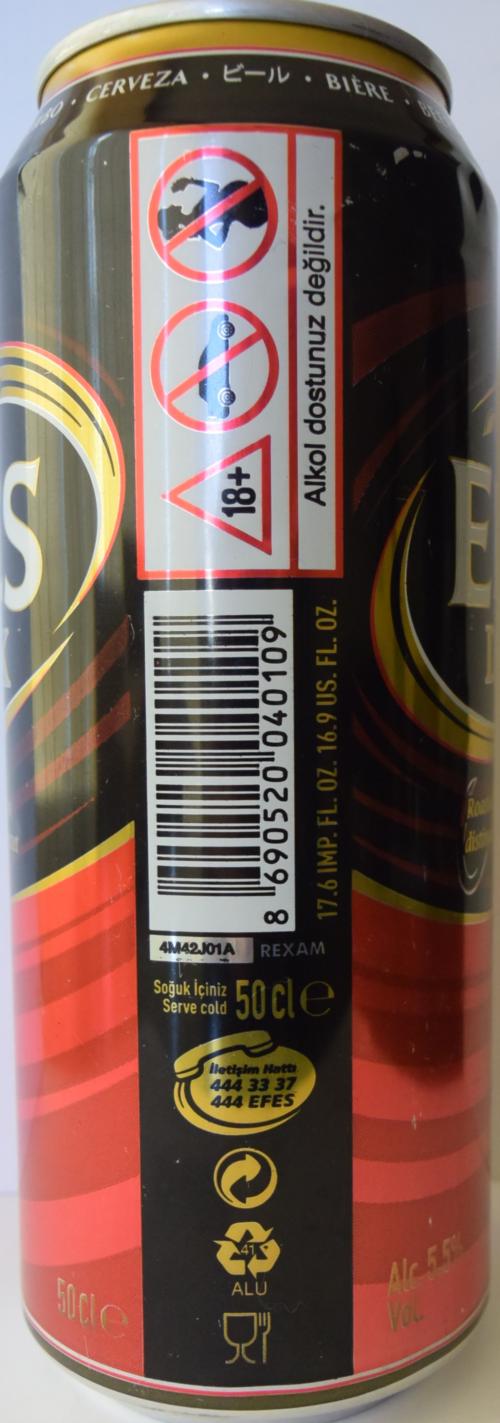 CERVEZA • ビール • BIÈRE •
18+
Alkol dostunuz değildir.
8 690520 040109
17.6 IMP. FL. OZ. 16.9 US. FL. OZ.
4M42J01A
REXAM
Soğuk İçiniz
Serve cold
50 cl e
İletişim Hattı
444 33 37
444 EFES
41
ALU
50 cl e
Alc. 5.5%
Vol.